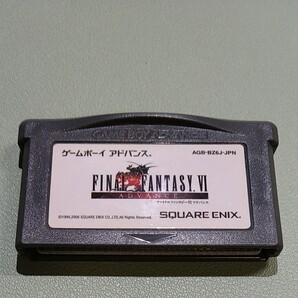 ゲームボーイ アドバンス®
AGB-BZ6J-JPN
FINAL FANTASY. VI
ADVANCE
ファイナルファンタジーVI アドバンス
©1994,2006 SQUARE ENIX CO.,LTD. All Rights Reserved.
SQUARE ENIX.